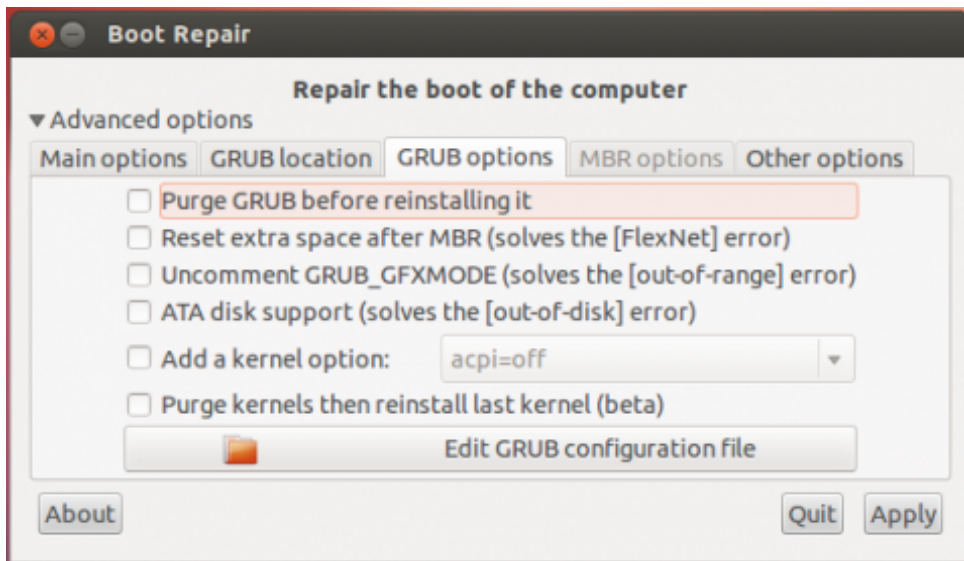 Boot Repair
Repair the boot of the computer
Advanced options
Main options GRUB location GRUB options MBR options Other options
Purge GRUB before reinstalling it
Reset extra space after MBR (solves the [FlexNet] error)
Uncomment GRUB_GFXMODE (solves the [out-of-range] error)
ATA disk support (solves the [out-of-disk] error)
Add a kernel option: acpi=off
Purge kernels then reinstall last kernel (beta)
Edit GRUB configuration file
About Quit Apply